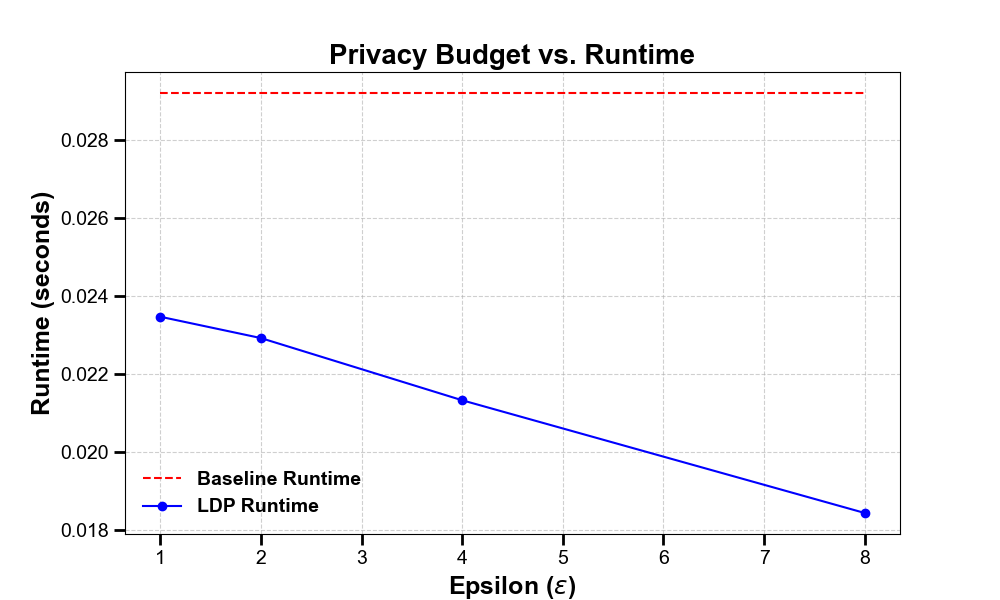 Privacy Budget vs. Runtime
Runtime (seconds)
0.028
0.026
0.024
0.022
0.020
0.018
Baseline Runtime
LDP Runtime
1 2 3 4 5 6 7 8
Epsilon (ε)